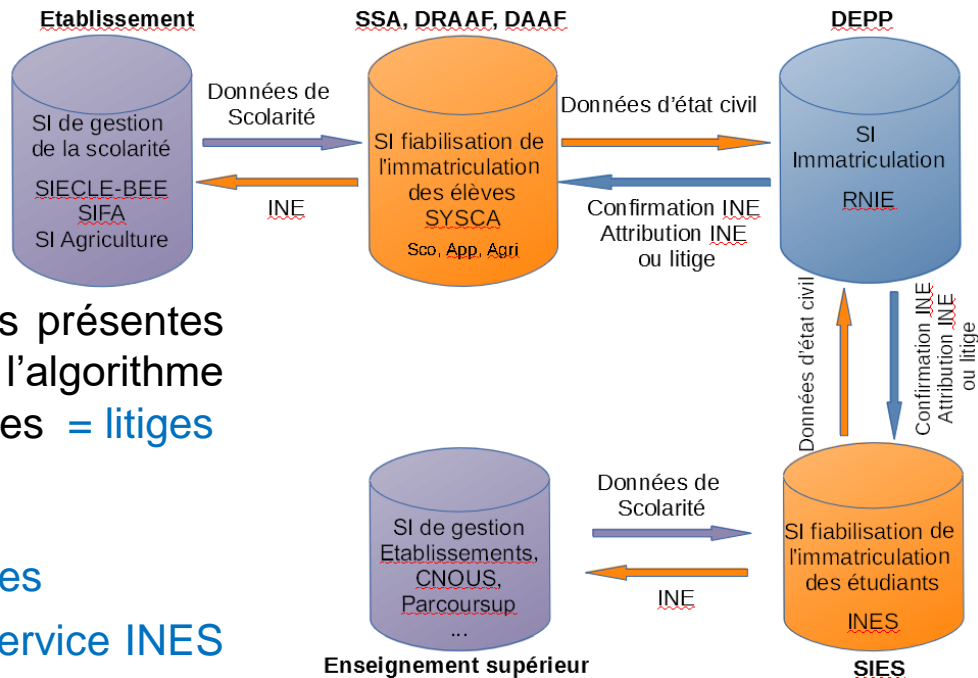 Etablissement
SSA, DRAAF, DAAF
DEPP
SI de gestion
de la scolarité
SIECLE-BEE
SIFA
SI Agriculture
Données de
Scolarité
INE
SI fiabilisation de
l'immatriculation
des élèves
SYSCA
Sco, App, Agri
Données d'état civil
Confirmation INE
Attribution INE
ou litige
SI
Immatriculation
RNIE
s présentes
l'algorithme
es = litiges
es
ervice INES
Données d'état civil
Confirmation INE
Attribution INE
ou litige
SI de gestion
Etablissements,
CNOUS,
Parcoursup
...
Enseignement supérieur
Données de
Scolarité
INE
SI fiabilisation de
l'immatriculation
des étudiants
INES
SIES